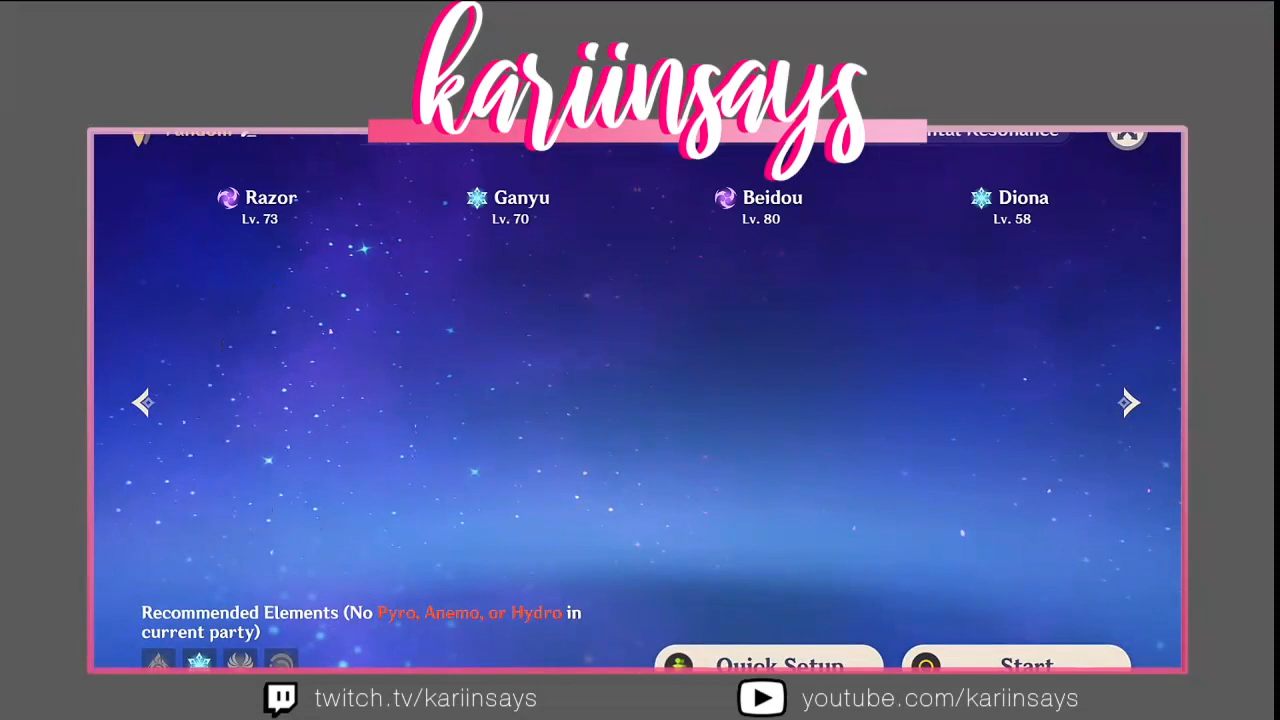 kariinsays
Razor
Lv. 73
Ganyu
Lv. 70
Beidou
Lv. 80
Diona
Lv. 58
Recommended Elements (No Pyro, Anemo, or Hydro in
current party)
Quick Setup
Start
twitch.tv/kariinsays
youtube.com/kariinsays